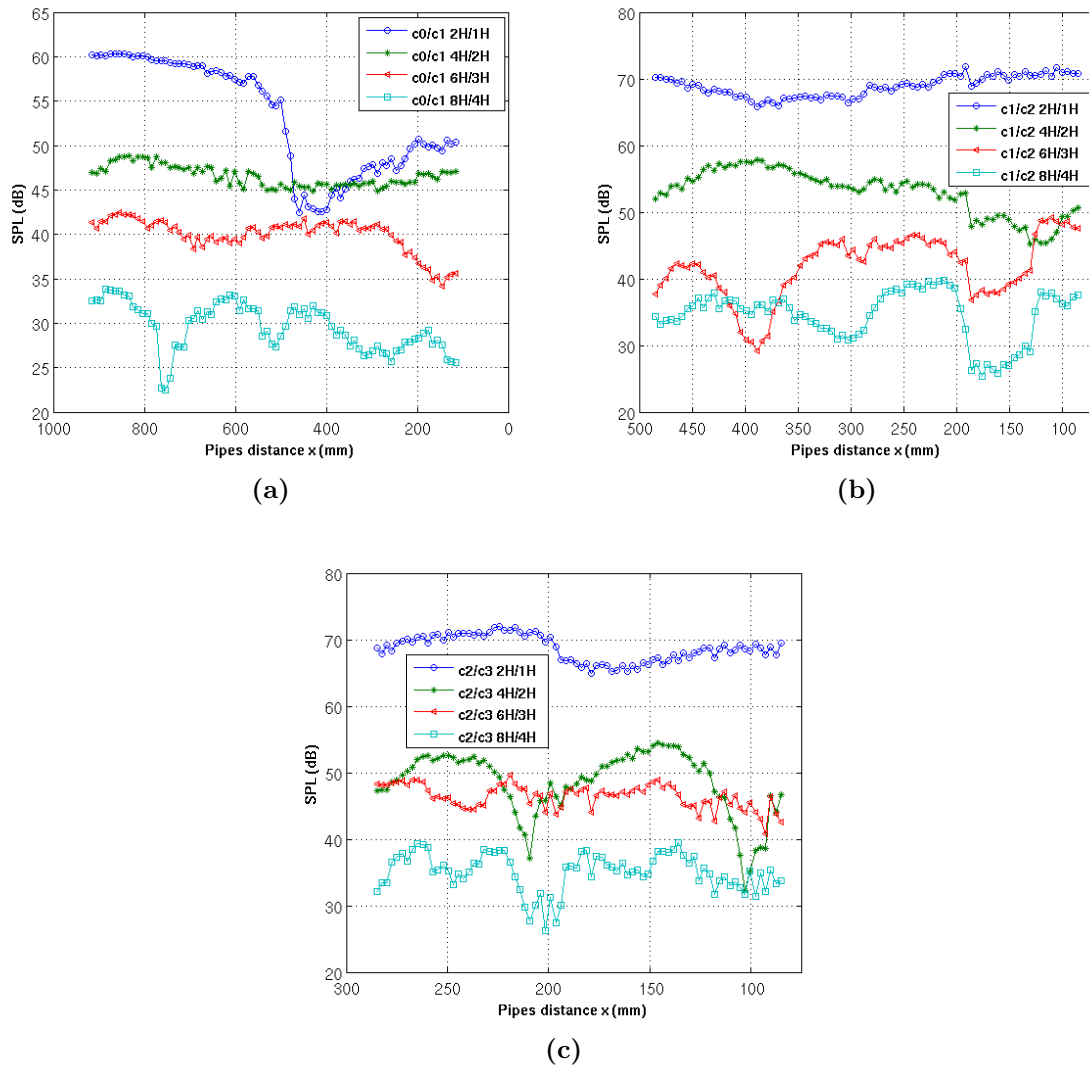 65
60
55
50
45
40
35
30
25
20
SPL (dB)
c0/c1 2H/1H
c0/c1 4H/2H
c0/c1 6H/3H
c0/c1 8H/4H
1000 800 600 400 200 0
Pipes distance x (mm)
(a)
80
70
60
50
40
30
20
SPL (dB)
c1/c2 2H/1H
c1/c2 4H/2H
c1/c2 6H/3H
c1/c2 8H/4H
500 450 400 350 300 250 200 150 100
Pipes distance x (mm)
(b)
80
70
60
50
40
30
20
SPL (dB)
c2/c3 2H/1H
c2/c3 4H/2H
c2/c3 6H/3H
c2/c3 8H/4H
300 250 200 150 100
Pipes distance x (mm)
(c)